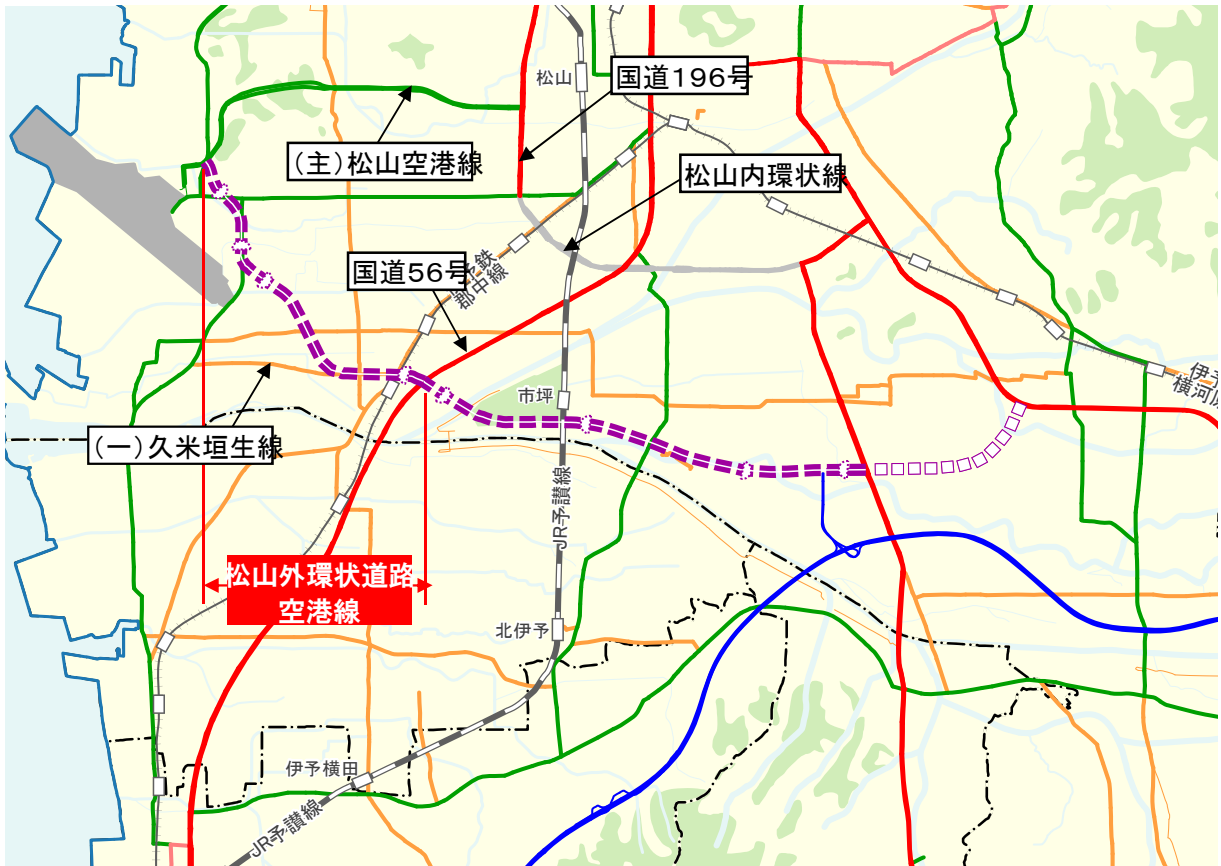 松山
国道196号
(主)松山空港線
松山内環状線
国道56号
郡中線
市坪
横河原
(一)久米垣生線
JR予讃線
松山外環状道路
空港線
北伊予
伊予横田
JR予讃線